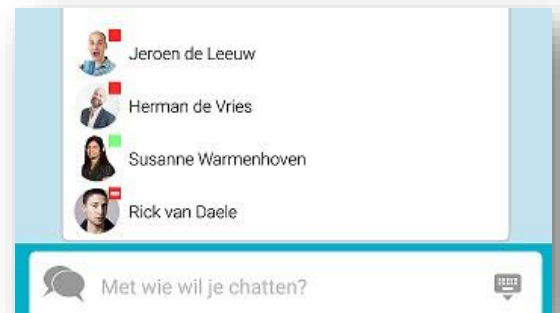 Jeroen de Leeuw
Herman de Vries
Susanne Warmenhoven
Rick van Daele
Met wie wil je chatten?